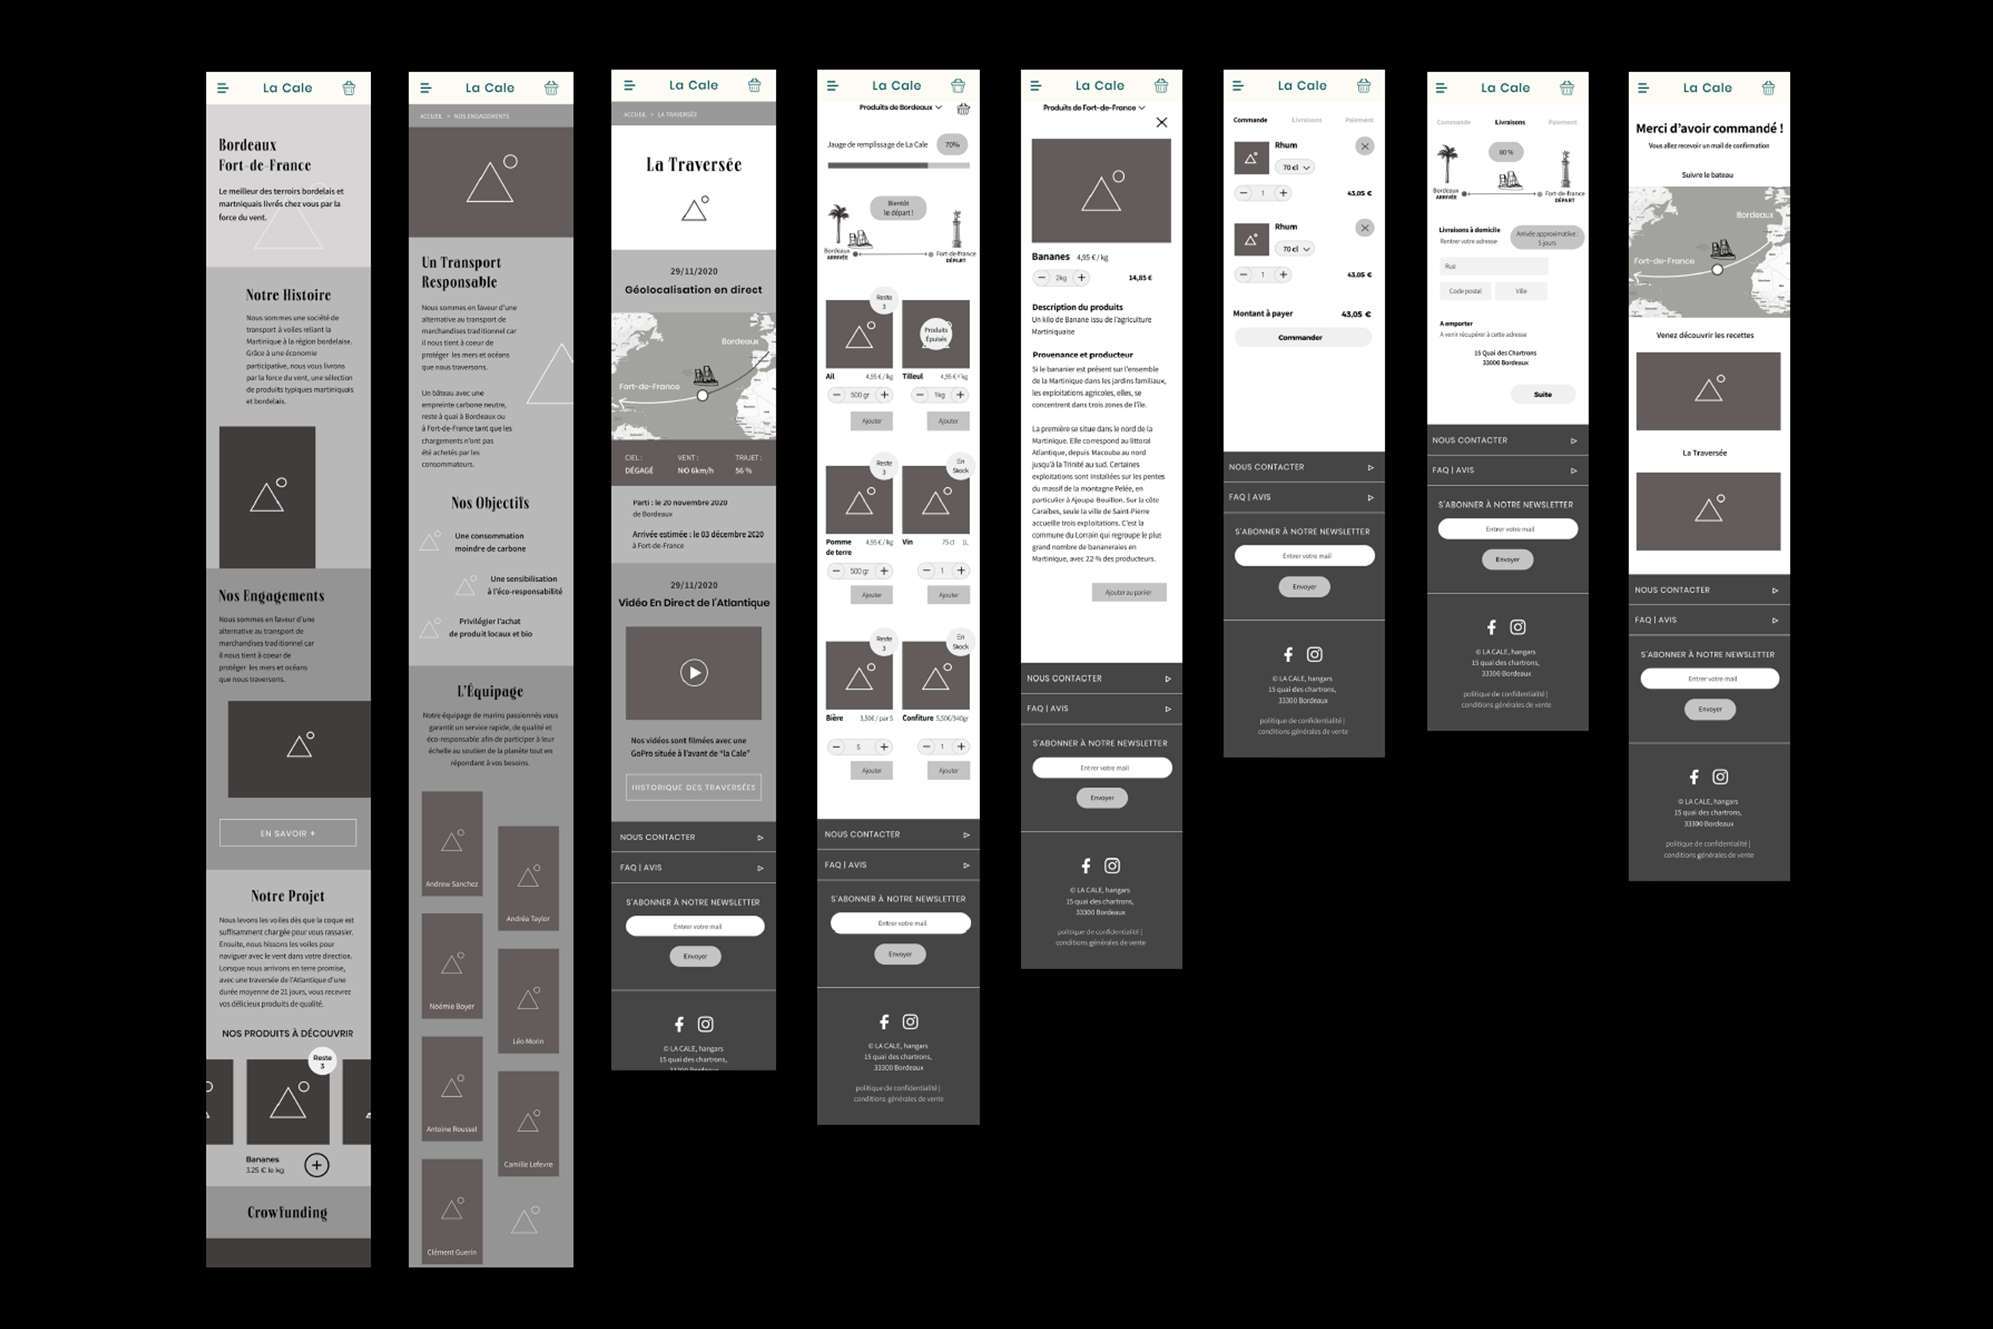 La Cale
Bordeaux
Fort-de-France
Le meilleur des terroirs bordelais et
martniquais livrés chez vous par la
force du vent.
Notre Histoire
Nous sommes une société de
transport à voiles reliant la
Martinique à la région bordelaise.
Grâce à une économie
participative, nous vous livrons
par la force du vent, une sélection
de produits typiques martiniquais
et bordelais.
Nos Engagements
Nous sommes en faveur d'une
alternative au transport de
marchandises traditionnel car
il nous tient à coeur de
protéger les mers et océans
que nous traversons.
EN SAVOIR +
Notre Projet
Nous levons les voiles dès que la coque est
suffisamment chargée pour vous rassasier.
Ensuite, nous hissons les voiles pour
naviguer avec le vent dans votre direction.
Lorsque nous arrivons en terre promise,
avec une traversée de l'Atlantique d'une
durée moyenne de 21 jours, vous recevrez
vos délicieux produits de qualité.
NOS PRODUITS À DÉCOUVRIR
Reste
3
Bananes
3,25 € le kg
Crowfunding
La Cale
ACCUEIL > NOS ENGAGEMENTS
Un Transport
Responsable
Nous sommes en faveur d'une
alternative au transport de
marchandises traditionnel car
il nous tient à coeur de
protéger les mers et océans
que nous traversons.
Un bâteau avec une
empreinte carbone neutre,
reste à quai à Bordeaux ou
à Fort-de-France tant que les
chargements n'ont pas
été achetés par les
consommateurs.
Nos Objectifs
Une consommation
moindre de carbone
Une sensibilisation
à l'éco-responsabilité
Privilégier l'achat
de produit locaux et bio
L'Équipage
Notre équipage de marins passionnés vous
garantit un service rapide, de qualité et
éco-responsable afin de participer à leur
échelle au soutien de la planète tout en
répondant à vos besoins.
Andrew Sanchez
Andréa Taylor
Noémie Boyer
Léo Morin
Antoine Roussel
Camille Lefevre
Clément Guerin
La Cale
ACCUEIL > LA TRAVERSÉE
La Traversée
29/11/2020
Géolocalisation en direct
Bordeaux
Fort-de-France
CIEL : VENT : TRAJET :
DÉGAGÉ NO 6km/h 56 %
Parti : le 20 novembre 2020
de Bordeaux
Arrivée estimée : le 03 décembre 2020
à Fort-de-France
29/11/2020
Vidéo En Direct de l'Atlantique
Nos vidéos sont filmées avec une
GoPro située à l'avant de "la Cale"
HISTORIQUE DES TRAVERSÉES
NOUS CONTACTER
FAQ | AVIS
S'ABONNER À NOTRE NEWSLETTER
Entrer votre mail
Envoyer
© LA CALE, hangars
15 quai des chartrons,
33300 Bordeaux
La Cale
Produits de Bordeaux
Jauge de remplissage de La Cale 70%
Bientôt
le départ !
Bordeaux
ARRIVÉE
Fort-de-france
DÉPART
Reste
3
Produits
Épuisés
Ail 4,95 € / kg
Tilleul 4,95 € / kg
500 gr
1kg
Ajouter
Ajouter
Reste
3
En
Stock
Pomme
de terre
4,95 € / kg
Vin 75 cl 1L
500 gr
1
Ajouter
Ajouter
Reste
3
En
Stock
Bière 3,50€ / par 5
Confiture 5,50€/340gr
5
1
Ajouter
Ajouter
NOUS CONTACTER
FAQ | AVIS
S'ABONNER À NOTRE NEWSLETTER
Entrer votre mail
Envoyer
© LA CALE, hangars
15 quai des chartrons,
33300 Bordeaux
politique de confidentialité |
conditions générales de vente
La Cale
Produits de Fort-de-France
Bananes 4,95 € / kg
2kg 14,85 €
Description du produits
Un kilo de Banane issu de l'agriculture
Martiniquaise
Provenance et producteur
Si le bananier est présent sur l'ensemble
de la Martinique dans les jardins familiaux,
les exploitations agricoles, elles, se
concentrent dans trois zones de l'île.
La première se situe dans le nord de la
Martinique. Elle correspond au littoral
Atlantique, depuis Macouba au nord
jusqu'à la Trinité au sud. Certaines
exploitations sont installées sur les pentes
du massif de la montagne Pelée, en
particulier à Ajoupa-Bouillon. Sur la côte
Caraïbes, seule la ville de Saint-Pierre
accueille trois exploitations. C'est la
commune du Lorrain qui regroupe le plus
grand nombre de bananeraies en
Martinique, avec 22 % des producteurs.
Ajouter au panier
NOUS CONTACTER
FAQ | AVIS
S'ABONNER À NOTRE NEWSLETTER
Entrer votre mail
Envoyer
© LA CALE, hangars
15 quai des chartrons,
33300 Bordeaux
politique de confidentialité |
conditions générales de vente
La Cale
Commande Livraisons Paiement
Rhum
70 cl
1 43,05 €
Rhum
70 cl
1 43,05 €
Montant à payer 43,05 €
Commander
NOUS CONTACTER
FAQ | AVIS
S'ABONNER À NOTRE NEWSLETTER
Entrer votre mail
Envoyer
© LA CALE, hangars
15 quai des chartrons,
33300 Bordeaux
politique de confidentialité |
conditions générales de vente
La Cale
Commande Livraisons Paiement
80 %
Bordeaux
ARRIVÉE
Fort-de-France
DÉPART
Livraisons à domicile
Rentrer votre adresse
Arrivée approximative :
5 jours
Rue
Code postal Ville
A emporter
A venir récupérer à cette adresse
15 Quai des Chartrons
33000 Bordeaux
Suite
NOUS CONTACTER
FAQ | AVIS
S'ABONNER À NOTRE NEWSLETTER
Entrer votre mail
Envoyer
© LA CALE, hangars
15 quai des chartrons,
33300 Bordeaux
politique de confidentialité |
conditions générales de vente
La Cale
Merci d'avoir commandé !
Vous allez recevoir un mail de confirmation
Suivre le bateau
Bordeaux
Fort-de-France
Venez découvrir les recettes
La Traversée
NOUS CONTACTER
FAQ | AVIS
S'ABONNER À NOTRE NEWSLETTER
Entrer votre mail
Envoyer
© LA CALE, hangars
15 quai des chartrons,
33300 Bordeaux
politique de confidentialité |
conditions générales de vente